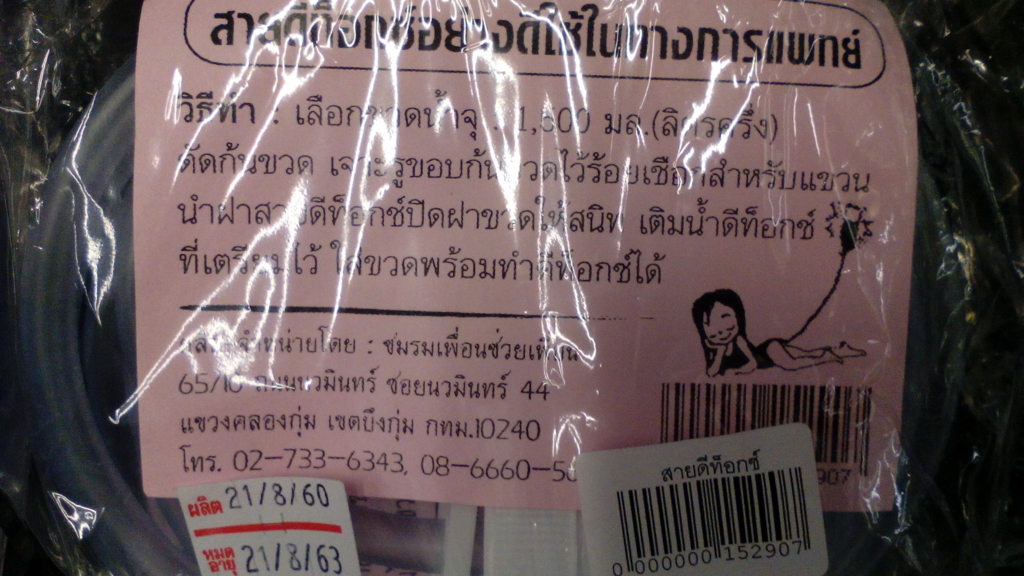 สายดีท็อกซ์อย่างดีใช้ในทางการแพทย์
วิธีทำ : เลือกขวดน้ำจุ 1,500 มล.(ลิตรครึ่ง)
ตัดก้นขวด เจาะรูขอบก้นขวดไว้ร้อยเชือกสำหรับแขวน
นำฝาสายดีท็อกซ์ปิดฝาขวดให้สนิท เติมน้ำดีท็อกซ์
ที่เตรียมไว้ ใส่ขวดพร้อมทำดีท็อกซ์ได้
ผลิต-จำหน่ายโดย : ชมรมเพื่อนช่วยเพื่อน
65/10 ถนนนวมินทร์ ซอยนวมินทร์ 44
แขวงคลองกุ่ม เขตบึงกุ่ม กทม.10240
โทร. 02-733-6343, 08-6660-5
907
สายดีท็อกซ์
0 000000 152907
ผลิต 21/8/60
หมดอายุ 21/8/63